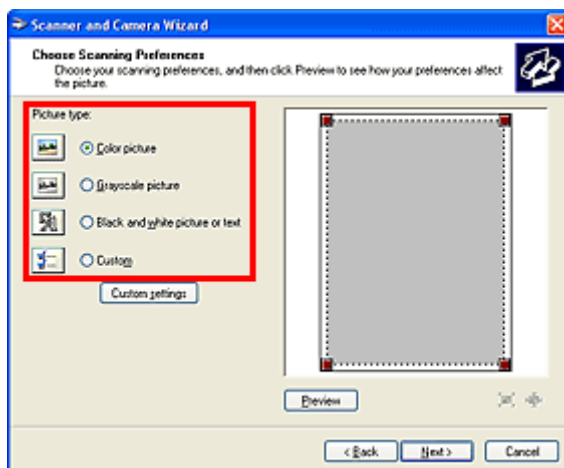 Scanner and Camera Wizard
Choose Scanning Preferences
Choose your scanning preferences, and then click Preview to see how your preferences affect
the picture.
Picture type:
Color picture
Grayscale picture
Black and white picture or text
Custom
Custom settings
Preview
< Back
Next >
Cancel